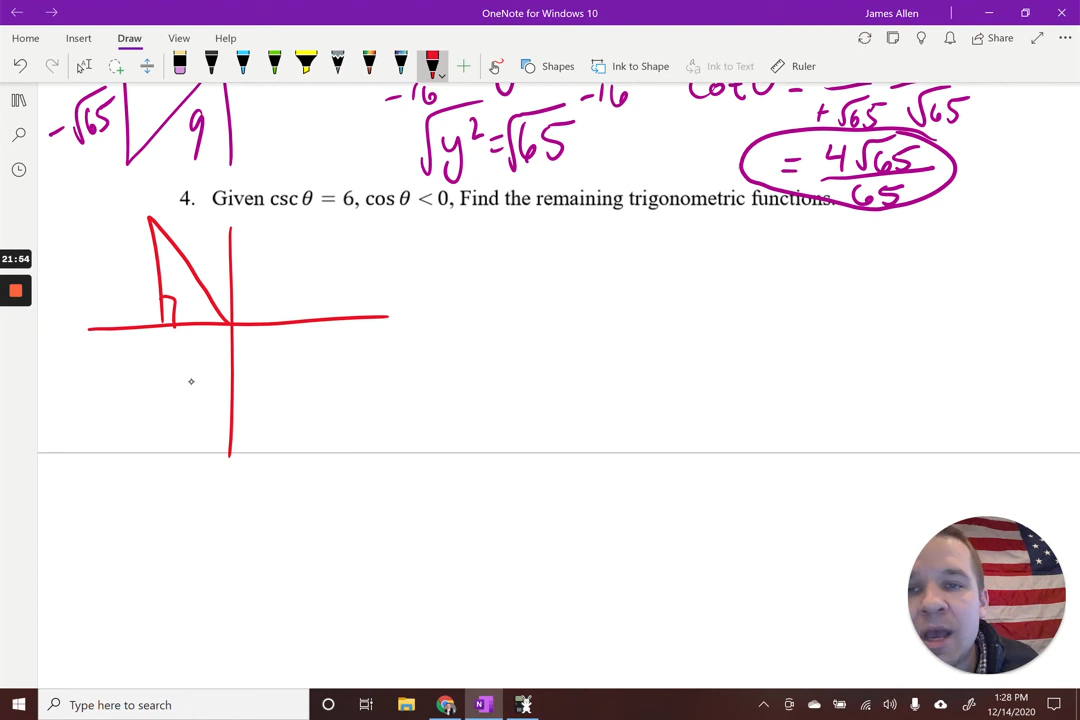 OneNote for Windows 10
James Allen
Home Insert Draw View Help
Share
Shapes Ink to Shape Ink to Text Ruler
-√65 9
-16 -16
√y² = √65
+√65 √65
= 4√65
65
4. Given csc θ = 6, cos θ < 0, Find the remaining trigonometric functions.
21:54
Type here to search
1:28 PM
12/14/2020